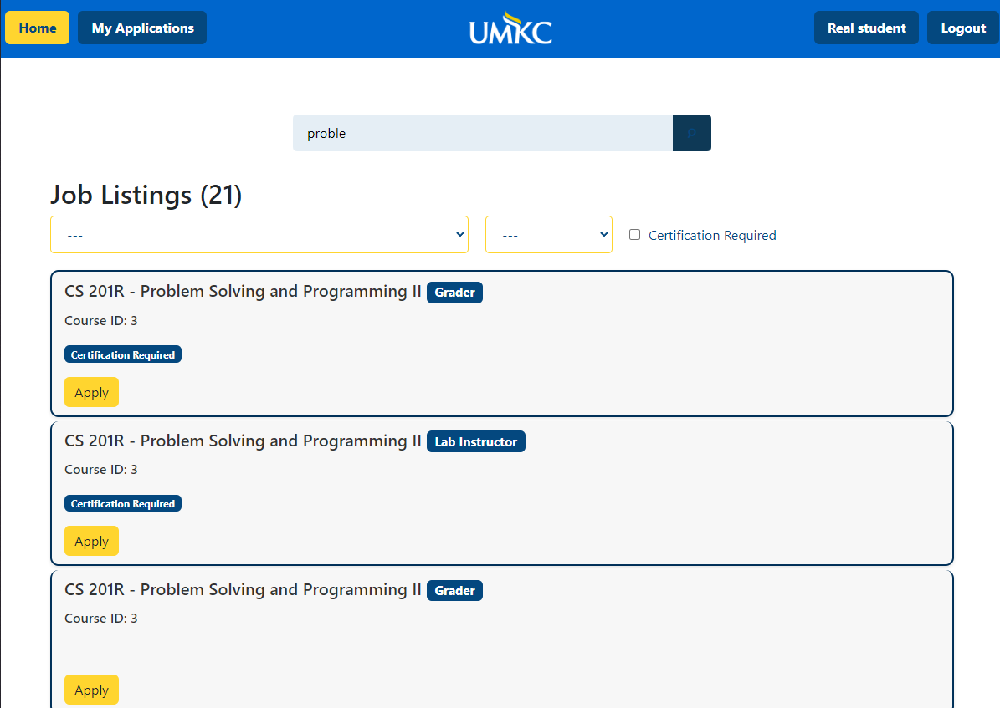 Home My Applications UMKC Real student Logout
proble
Job Listings (21)
--- --- Certification Required
CS 201R - Problem Solving and Programming II Grader
Course ID: 3
Certification Required
Apply
CS 201R - Problem Solving and Programming II Lab Instructor
Course ID: 3
Certification Required
Apply
CS 201R - Problem Solving and Programming II Grader
Course ID: 3
Apply